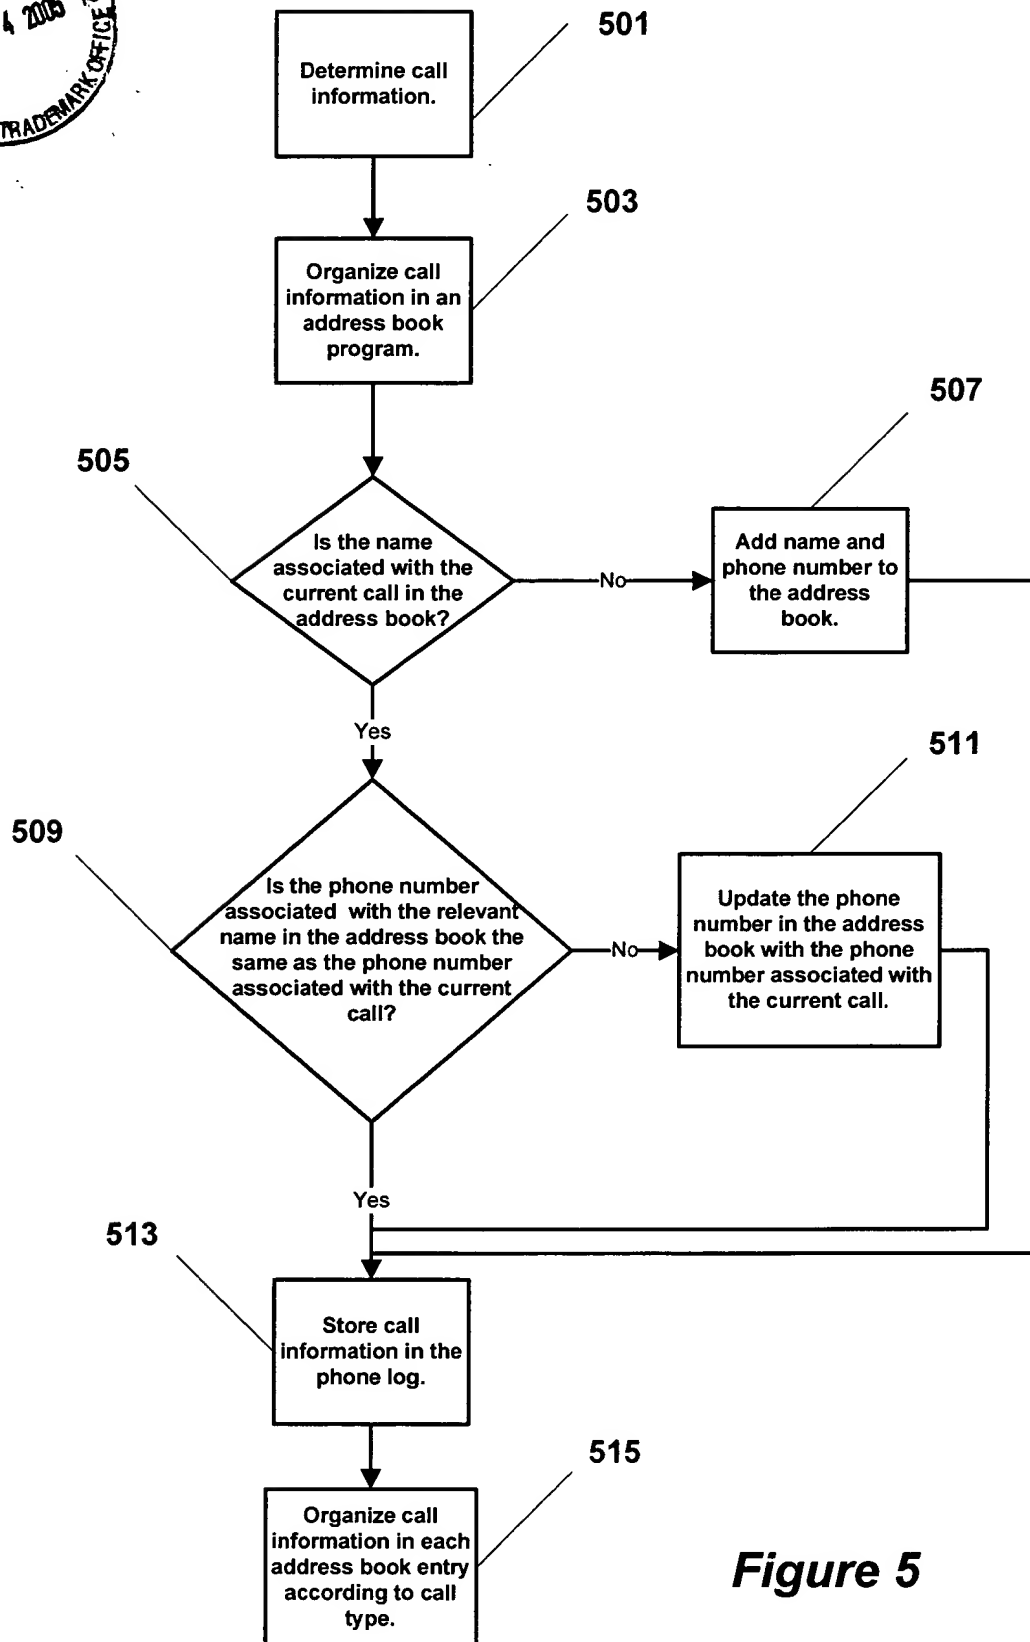 4 2005
TRADEMARK OFFICE
501
Determine call
information.
503
Organize call
information in an
address book
program.
507
505
Is the name
associated with the
current call in the
address book?
No
Add name and
phone number to
the address
book.
Yes
511
509
Is the phone number
associated with the relevant
name in the address book the
same as the phone number
associated with the current
call?
No
Update the phone
number in the address
book with the phone
number associated with
the current call.
Yes
513
Store call
information in the
phone log.
515
Organize call
information in each
address book entry
according to call
type.
Figure 5